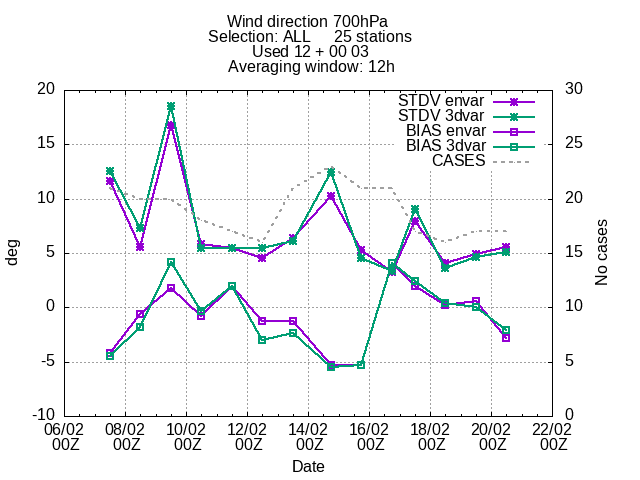 Wind direction 700hPa
Selection: ALL 25 stations
Used 12 + 00 03
Averaging window: 12h
20 30
STDV envar
STDV 3dvar
BIAS envar
BIAS 3dvar
CASES
15 25
10 20
5 15
0 10
-5 5
-10 0
deg
No cases
06/02 08/02 10/02 12/02 14/02 16/02 18/02 20/02 22/02
00Z 00Z 00Z 00Z 00Z 00Z 00Z 00Z 00Z
Date